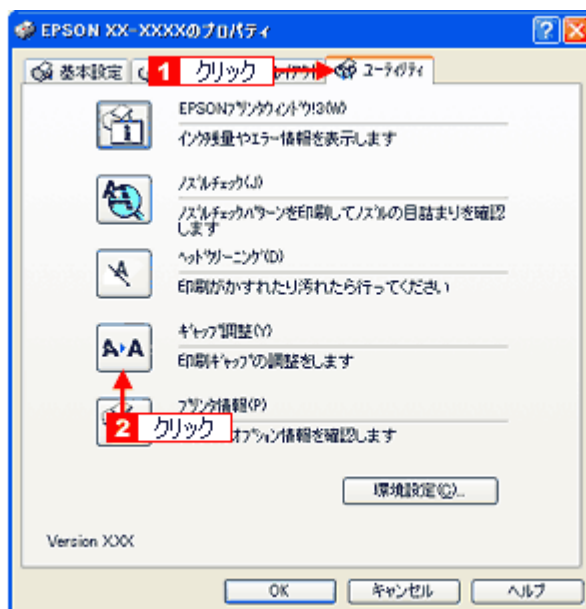 EPSON XX-XXXXのプロパティ
基本設定
1 クリック
レイアウト
ユーティリティ
EPSONプリンタウィンドウ!3(W)
インク残量やエラー情報を表示します
ノズルチェック(J)
ノズルチェックパターンを印刷してノズルの目詰まりを確認
します
ヘッドクリーニング(D)
印刷がかすれたり汚れたら行ってください
ギャップ調整(Y)
印刷ギャップの調整をします
プリンタ情報(P)
2 クリック
オプション情報を確認します
環境設定(C)...
Version XXX
OK
キャンセル
ヘルプ